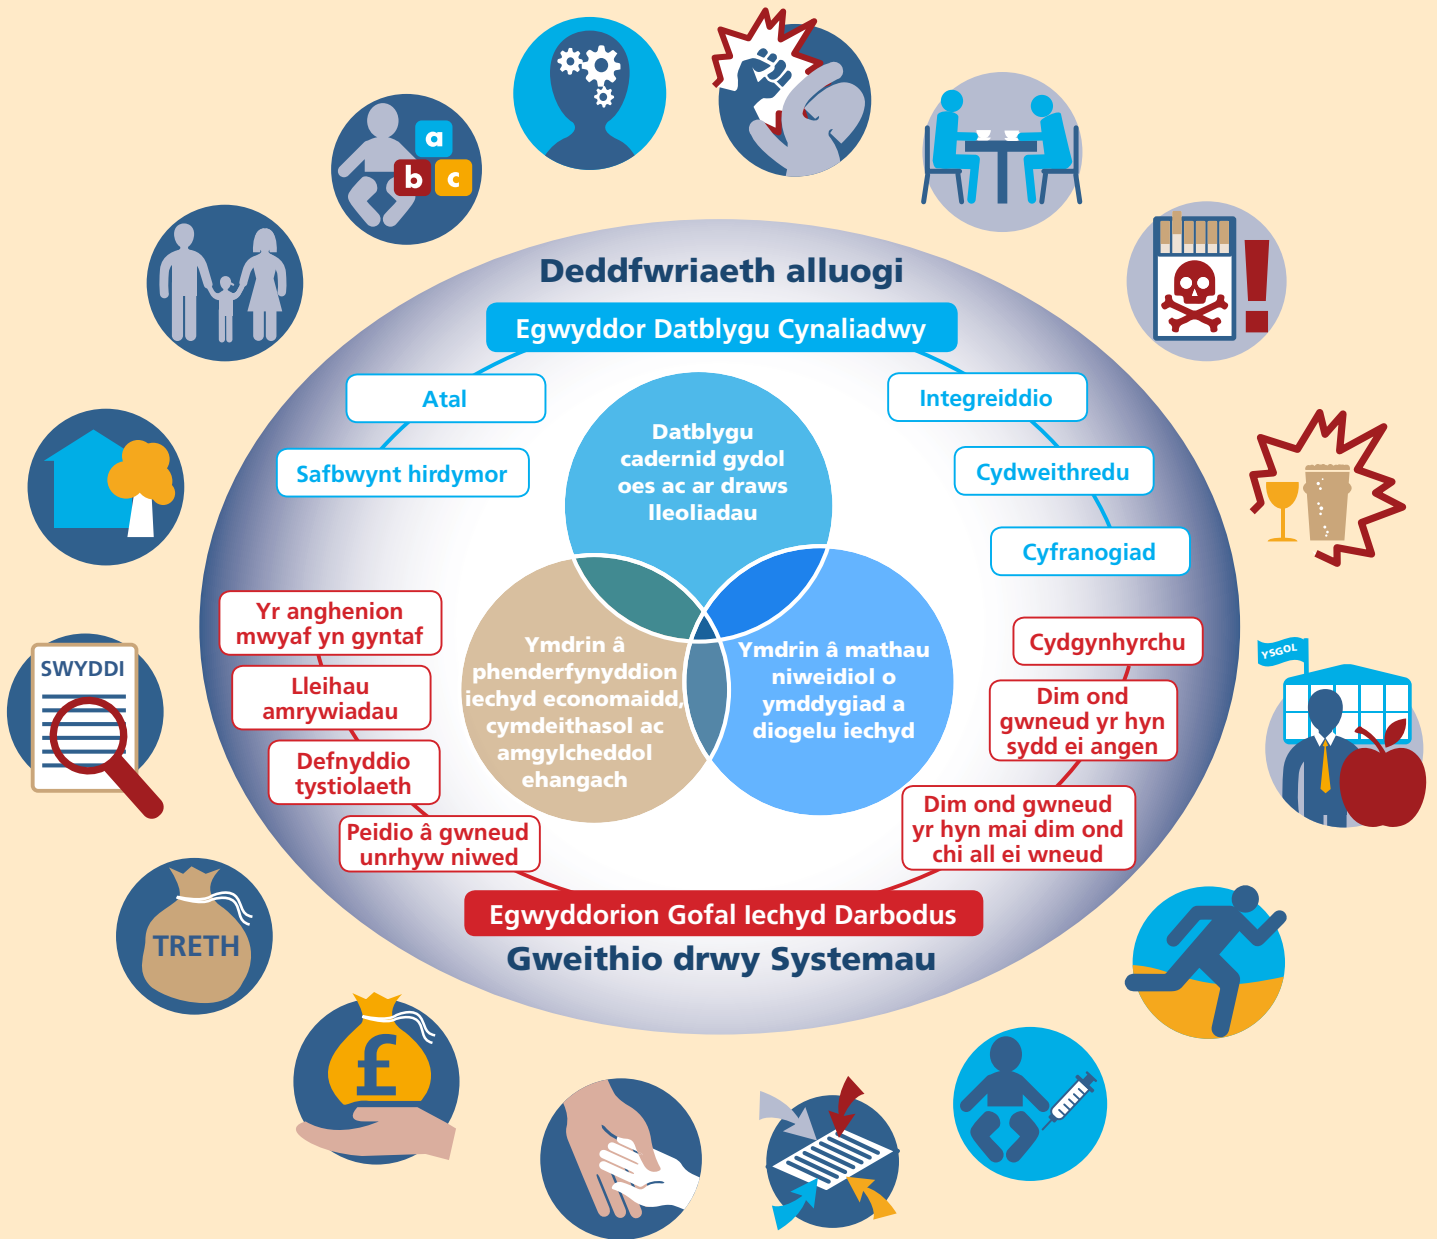 a
b
c
Deddfwriaeth alluogi
Egwyddor Datblygu Cynaliadwy
Atal
Safbwynt hirdymor
Integreiddio
Cydweithredu
Cyfranogiad
Datblygu
cadernid gydol
oes ac ar draws
lleoliadau
Ymdrin â
phenderfynyddion
iechyd economaidd,
cymdeithasol ac
amgylcheddol
ehangach
Ymdrin â mathau
niweidiol o
ymddygiad a
diogelu iechyd
Yr anghenion
mwyaf yn gyntaf
Lleihau
amrywiadau
Defnyddio
tystiolaeth
Peidio â gwneud
unrhyw niwed
Cydgynhyrchu
Dim ond
gwneud yr hyn
sydd ei angen
Dim ond gwneud
yr hyn mai dim ond
chi all ei wneud
Egwyddorion Gofal Iechyd Darbodus
Gweithio drwy Systemau
SWYDDI
YSGOL
TRETH
£